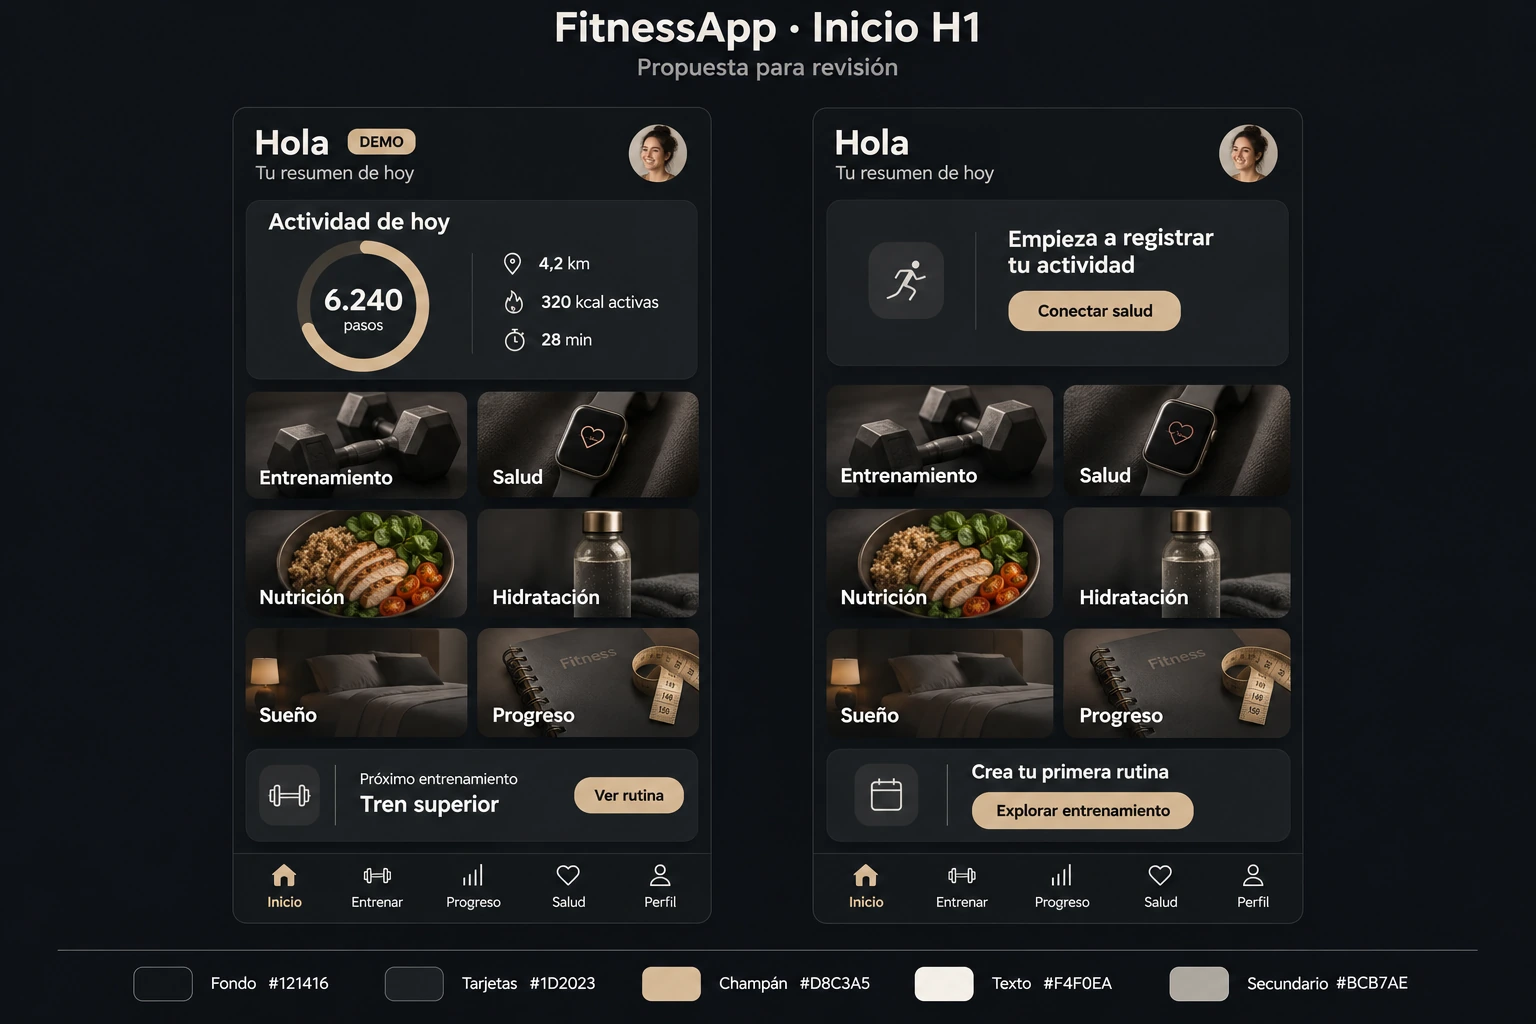 FitnessApp · Inicio H1
Propuesta para revisión
Hola DEMO
Tu resumen de hoy
Actividad de hoy
6.240
pasos
4,2 km
320 kcal activas
28 min
Entrenamiento
Salud
Nutrición
Hidratación
Sueño
Fitness
Progreso
Próximo entrenamiento
Tren superior
Ver rutina
Inicio
Entrenar
Progreso
Salud
Perfil
Hola
Tu resumen de hoy
Empieza a registrar
tu actividad
Conectar salud
Entrenamiento
Salud
Nutrición
Hidratación
Sueño
Fitness
Progreso
Crea tu primera rutina
Explorar entrenamiento
Inicio
Entrenar
Progreso
Salud
Perfil
Fondo #121416
Tarjetas #1D2023
Champán #D8C3A5
Texto #F4F0EA
Secundario #BCB7AE